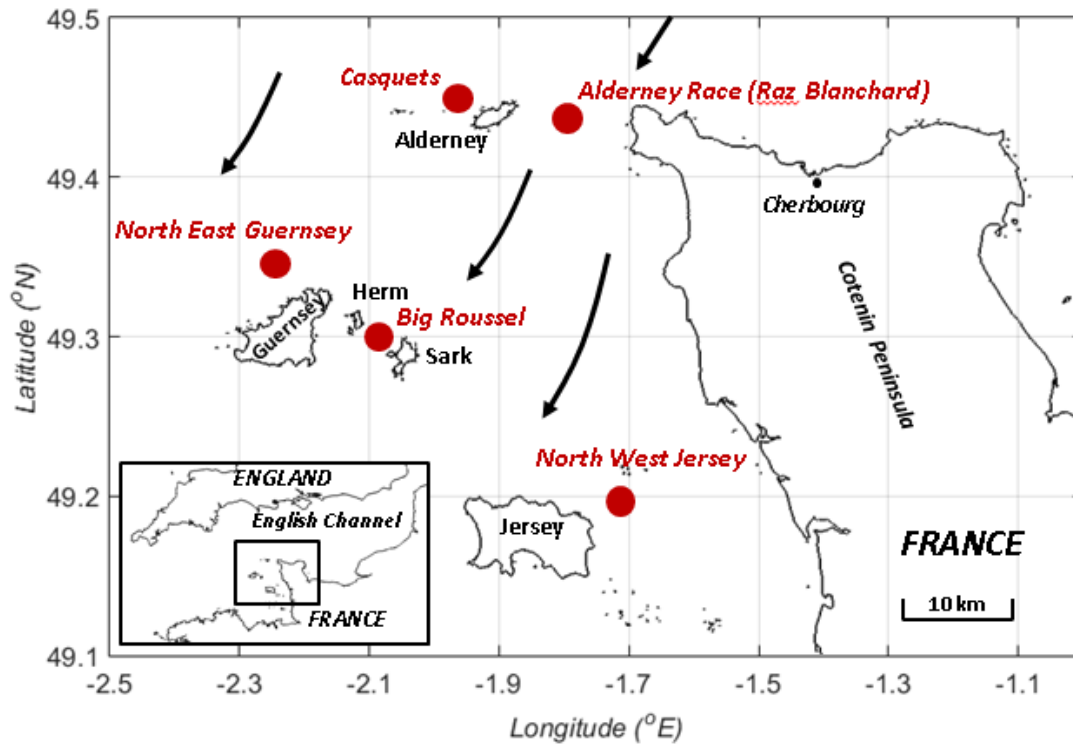 49.5
49.4
49.3
49.2
49.1
Latitude (°N)
-2.5
-2.3
-2.1
-1.9
-1.7
-1.5
-1.3
-1.1
Longitude (°E)
Casquets
Alderney Race (Raz Blanchard)
Alderney
Cherbourg
North East Guernsey
Herm
Big Roussel
Guernsey
Sark
Cotenin Peninsula
North West Jersey
Jersey
FRANCE
10 km
ENGLAND
English Channel
FRANCE